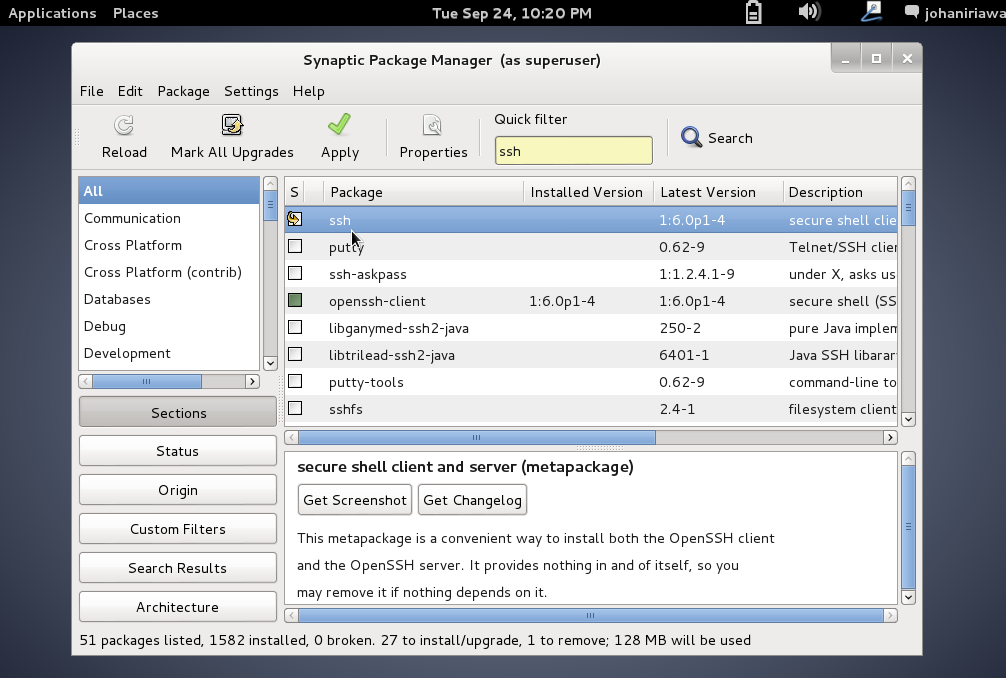 Applications Places Tue Sep 24, 10:20 PM johaniriawa
Synaptic Package Manager (as superuser)
File Edit Package Settings Help
Reload Mark All Upgrades Apply Properties
Quick filter
ssh
Search
All
Communication
Cross Platform
Cross Platform (contrib)
Databases
Debug
Development
Sections
Status
Origin
Custom Filters
Search Results
Architecture
S Package Installed Version Latest Version Description
ssh 1:6.0p1-4 secure shell clie
putty 0.62-9 Telnet/SSH clien
ssh-askpass 1:1.2.4.1-9 under X, asks us
openssh-client 1:6.0p1-4 1:6.0p1-4 secure shell (SS
libganymed-ssh2-java 250-2 pure Java implem
libtrilead-ssh2-java 6401-1 Java SSH libarar
putty-tools 0.62-9 command-line to
sshfs 2.4-1 filesystem client
secure shell client and server (metapackage)
Get Screenshot Get Changelog
This metapackage is a convenient way to install both the OpenSSH client
and the OpenSSH server. It provides nothing in and of itself, so you
may remove it if nothing depends on it.
51 packages listed, 1582 installed, 0 broken. 27 to install/upgrade, 1 to remove; 128 MB will be used